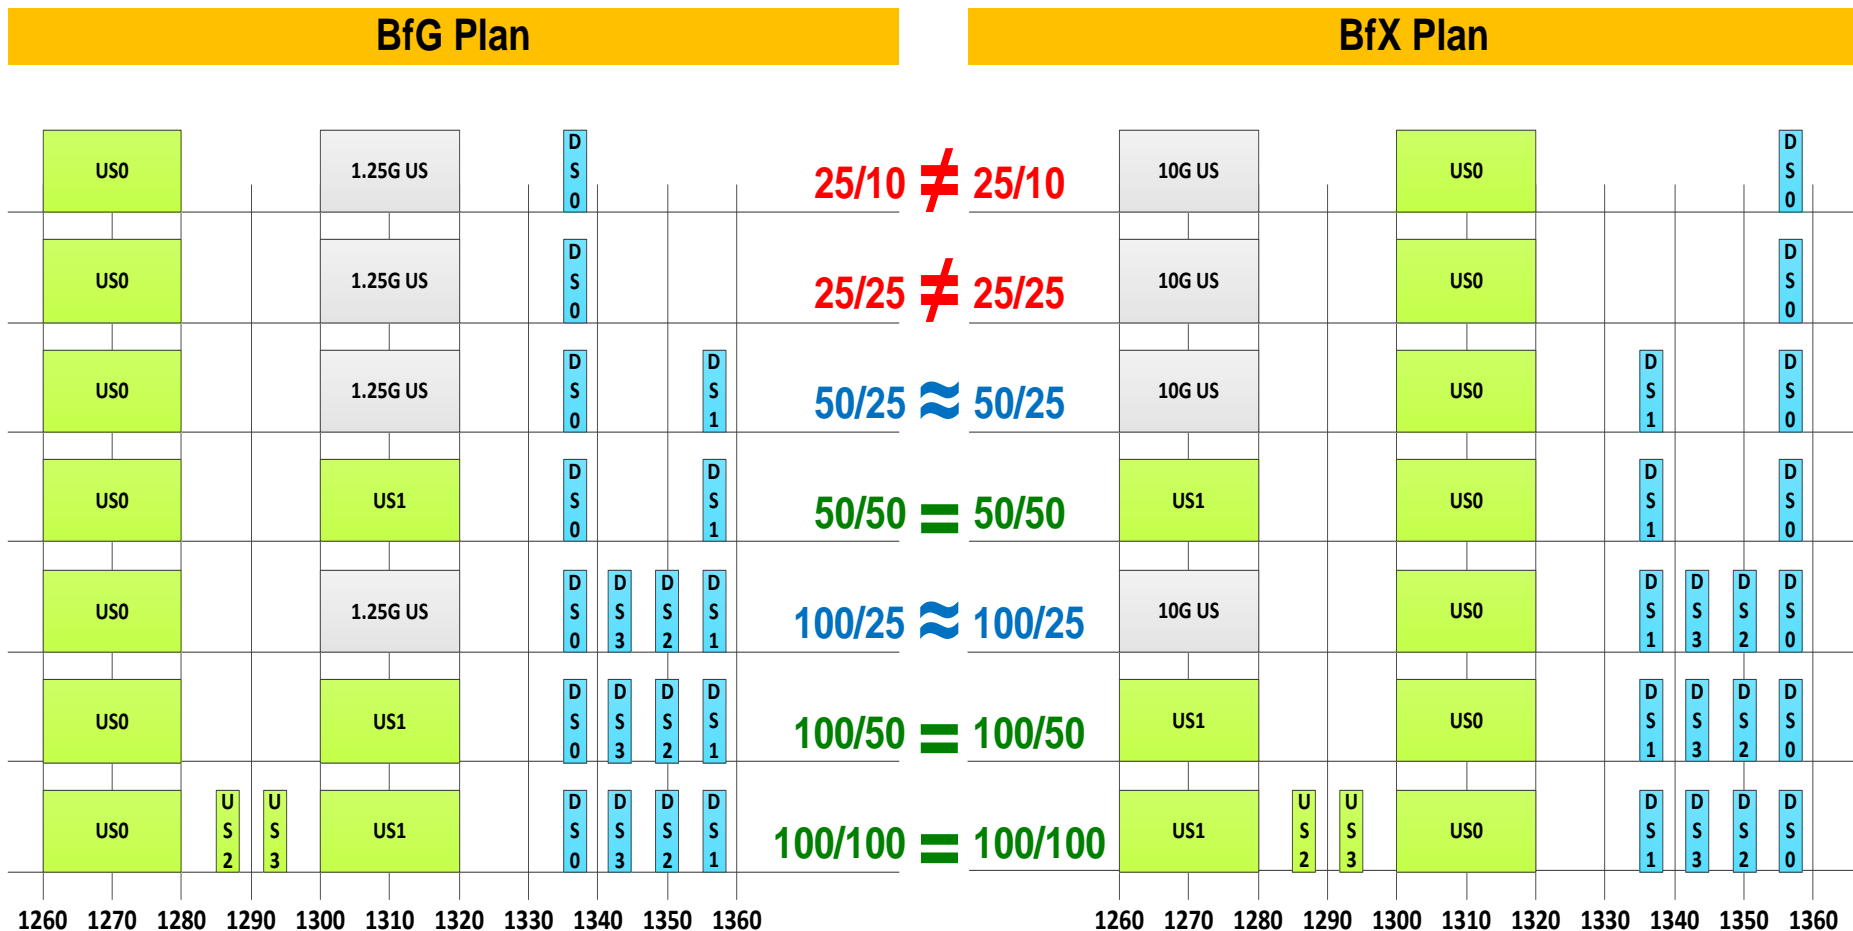 BfG Plan BfX Plan
US0 1.25G US DS0 25/10 ≠ 25/10 10G US US0 DS0
US0 1.25G US DS0 25/25 ≠ 25/25 10G US US0 DS0
US0 1.25G US DS0 DS1 50/25 ≈ 50/25 10G US US0 DS1 DS0
US0 US1 DS0 DS1 50/50 = 50/50 US1 US0 DS1 DS0
US0 1.25G US DS0 DS3 DS2 DS1 100/25 ≈ 100/25 10G US US0 DS1 DS3 DS2 DS0
US0 US1 DS0 DS3 DS2 DS1 100/50 = 100/50 US1 US0 DS1 DS3 DS2 DS0
US0 US2 US3 US1 DS0 DS3 DS2 DS1 100/100 = 100/100 US1 US2 US3 US0 DS1 DS3 DS2 DS0
1260 1270 1280 1290 1300 1310 1320 1330 1340 1350 1360 1260 1270 1280 1290 1300 1310 1320 1330 1340 1350 1360